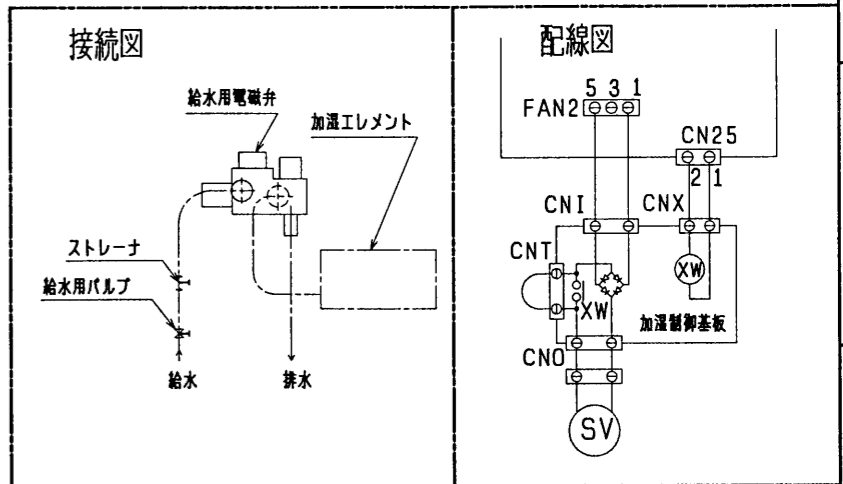 接続図
給水用電磁弁
加湿エレメント
ストレーナ
給水用バルブ
給水
排水
配線図
5 3 1
FAN2
CN25
2 1
CNI
CNX
CNT
XW
XW
加湿制御基板
CNO
SV